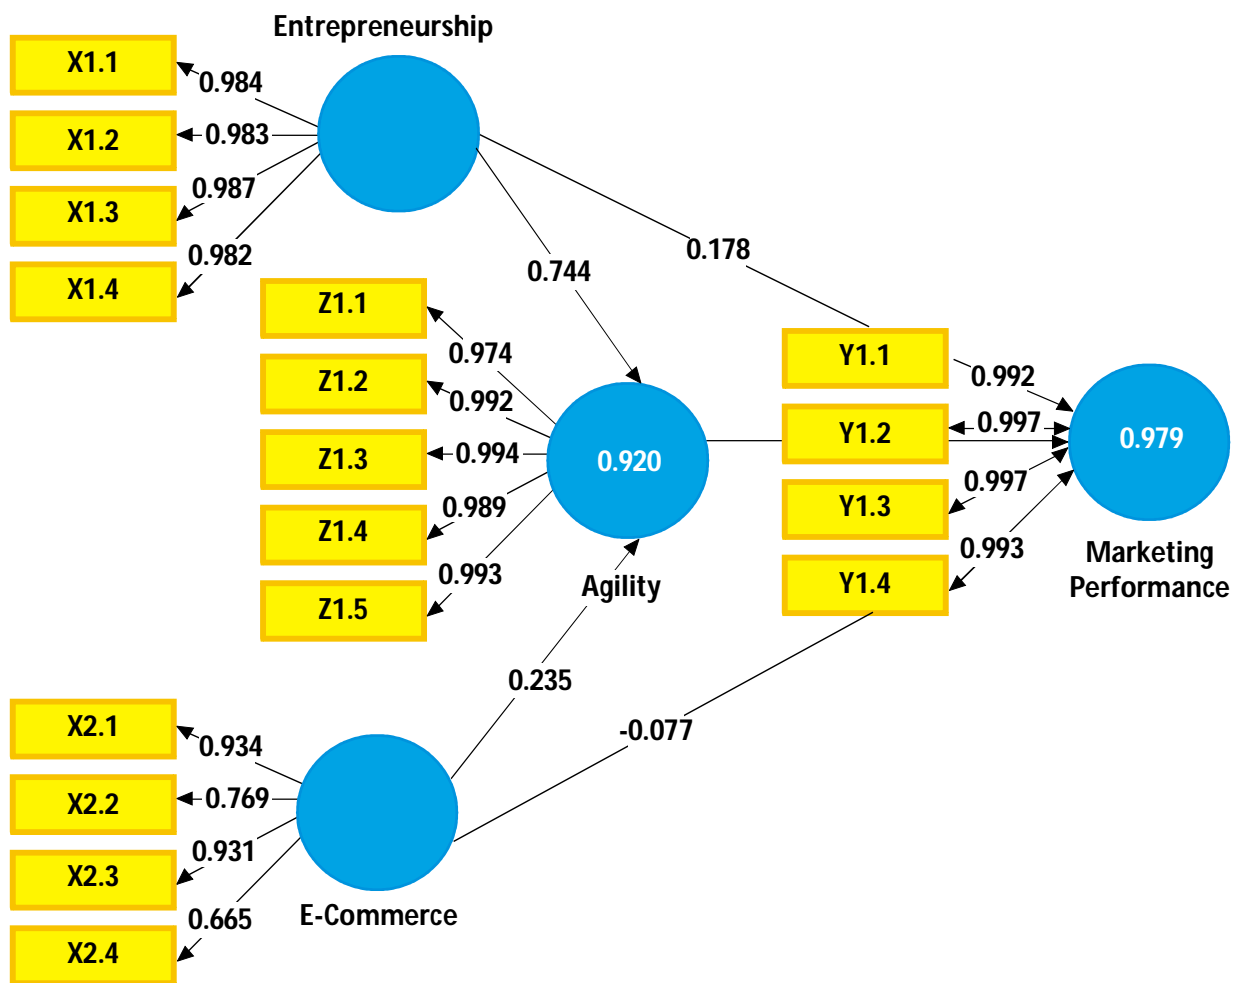 Entrepreneurship
X1.1
0.984
X1.2
0.983
X1.3
0.987
X1.4
0.982
0.178
0.744
Z1.1
0.974
Z1.2
0.992
Z1.3
0.994
Z1.4
0.989
Z1.5
0.993
0.920
Agility
Y1.1
0.992
Y1.2
0.997
Y1.3
0.997
Y1.4
0.993
0.979
Marketing
Performance
0.235
-0.077
X2.1
0.934
X2.2
0.769
X2.3
0.931
X2.4
0.665
E-Commerce